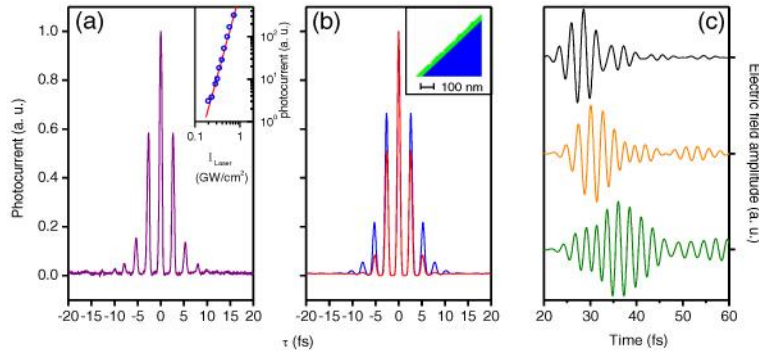 (a)
1.0
0.8
0.6
0.4
0.2
0.0
Photocurrent (a. u.)
-20 -15 -10 -5 0 5 10 15 20
10³
10²
10¹
10⁰
photocurrent (a. u.)
0.1 1
I Laser
(GW/cm²)
(b)
100 nm
-20 -15 -10 -5 0 5 10 15 20
τ (fs)
(c)
Electric field amplitude (a. u.)
20 30 40 50 60
Time (fs)